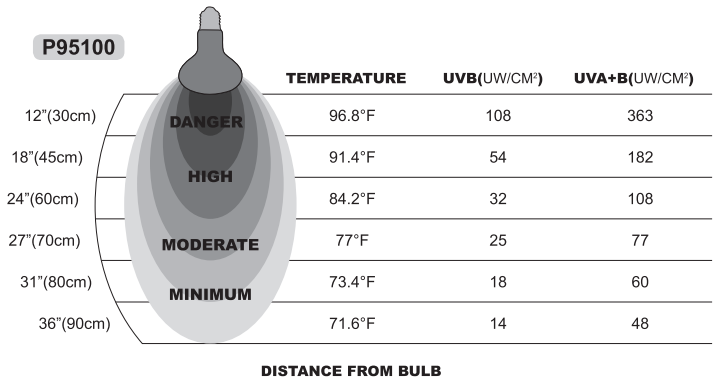 P95100
TEMPERATURE UVB(UW/CM²) UVA+B(UW/CM²)
12”(30cm) DANGER 96.8°F 108 363
18”(45cm) HIGH 91.4°F 54 182
24”(60cm) 84.2°F 32 108
27”(70cm) MODERATE 77°F 25 77
31”(80cm) MINIMUM 73.4°F 18 60
36”(90cm) 71.6°F 14 48
DISTANCE FROM BULB